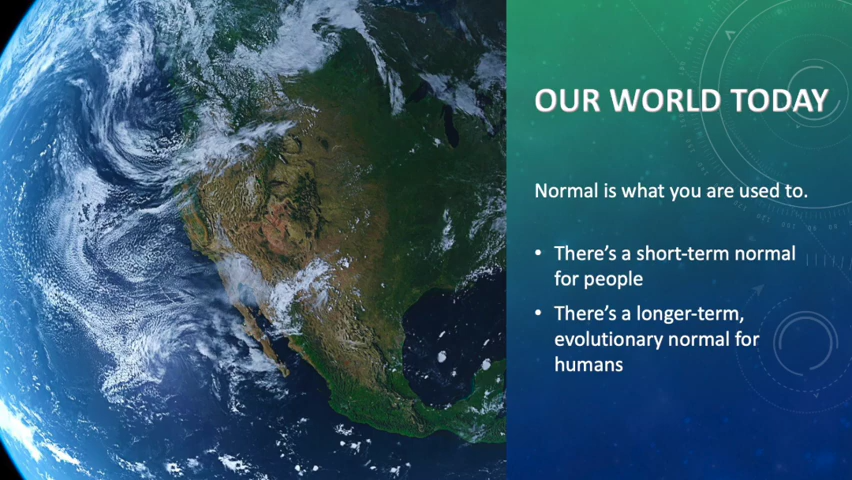 OUR WORLD TODAY
Normal is what you are used to.
• There's a short-term normal
for people
• There's a longer-term,
evolutionary normal for
humans